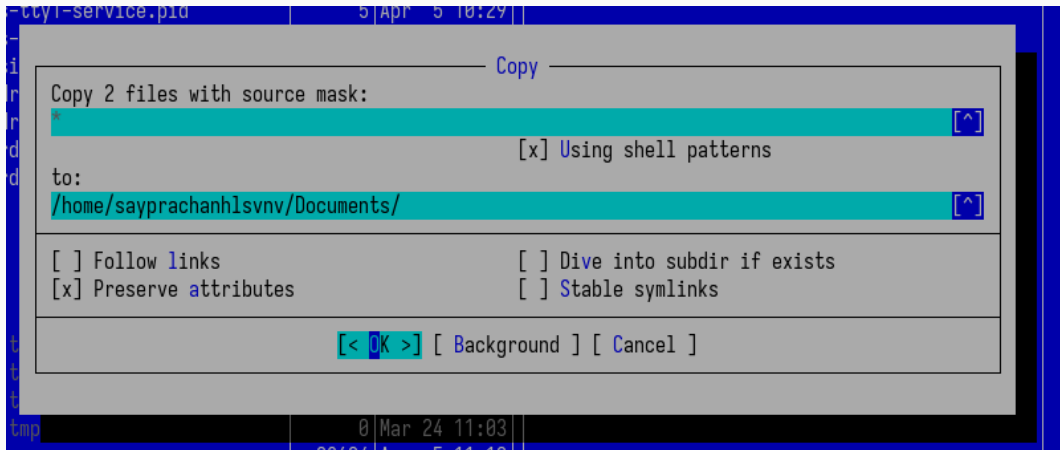 -tty1-service.pid 5 Apr 5 10:29
Copy
Copy 2 files with source mask:
* [^]
[x] Using shell patterns
to:
/home/sayprachanhlsvnv/Documents/ [^]
[ ] Follow links [ ] Dive into subdir if exists
[x] Preserve attributes [ ] Stable symlinks
[< OK >] [ Background ] [ Cancel ]
tmp 0 Mar 24 11:03